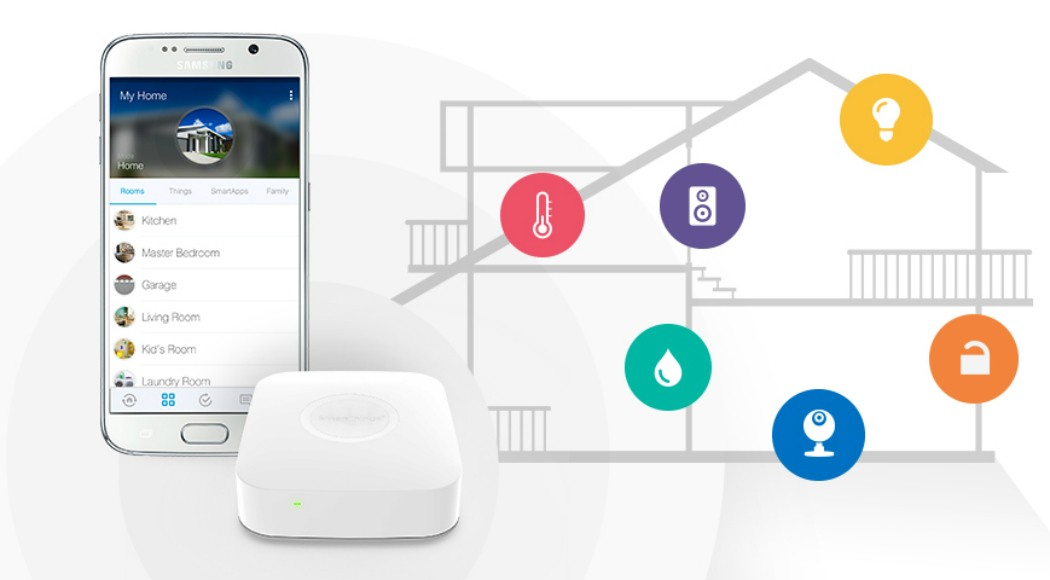 SAMSUNG
My Home
Home
Rooms Things SmartApps Family
Kitchen
Master Bedroom
Garage
Living Room
Kid's Room
Laundry Room